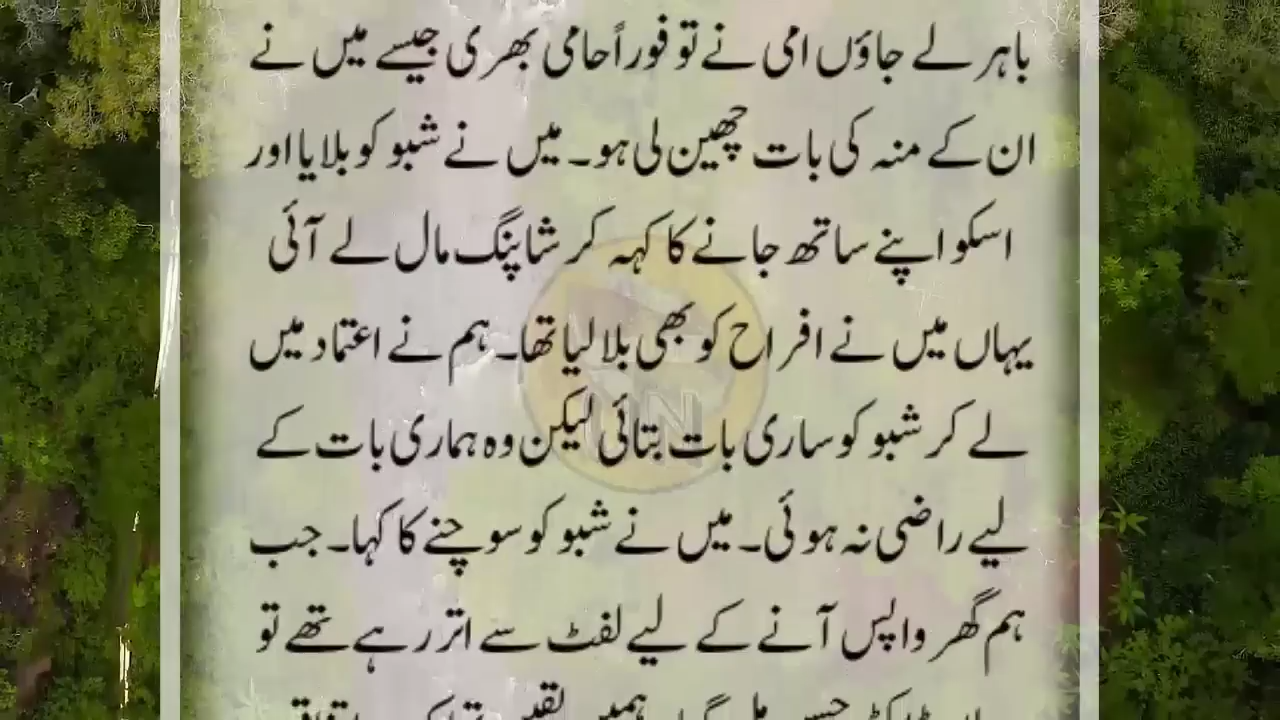 باہر لے جاؤں امی نے تو فوراً حامی بھری جیسے میں نے
ان کے منہ کی بات چھین لی ہو۔ میں نے شبو کو بلایا اور
اسکو اپنے ساتھ جانے کا کہہ کر شاپنگ مال لے آئی
یہاں میں نے افراح کو بھی بلا لیا تھا۔ ہم نے اعتماد میں
لے کر شبو کو ساری بات بتائی لیکن وہ ہماری بات کے
لیے راضی نہ ہوئی۔ میں نے شبو کو سوچنے کا کہا۔ جب
ہم گھر واپس آنے کے لیے لفٹ سے اتر رہے تھے تو